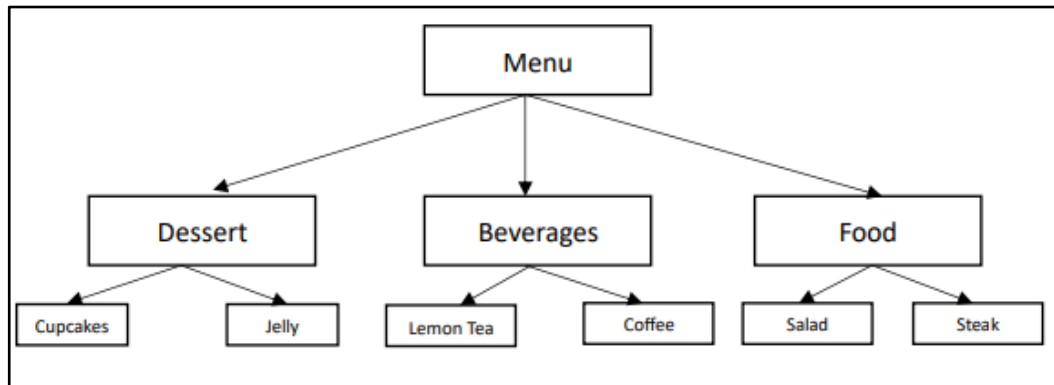 Menu
Dessert
Beverages
Food
Cupcakes
Jelly
Lemon Tea
Coffee
Salad
Steak